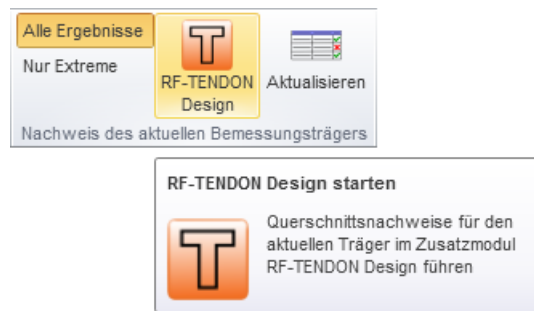 Alle Ergebnisse
Nur Extreme
RF-TENDON
Design
Aktualisieren
Nachweis des aktuellen Bemessungsträgers
RF-TENDON Design starten
Querschnittsnachweise für den
aktuellen Träger im Zusatzmodul
RF-TENDON Design führen